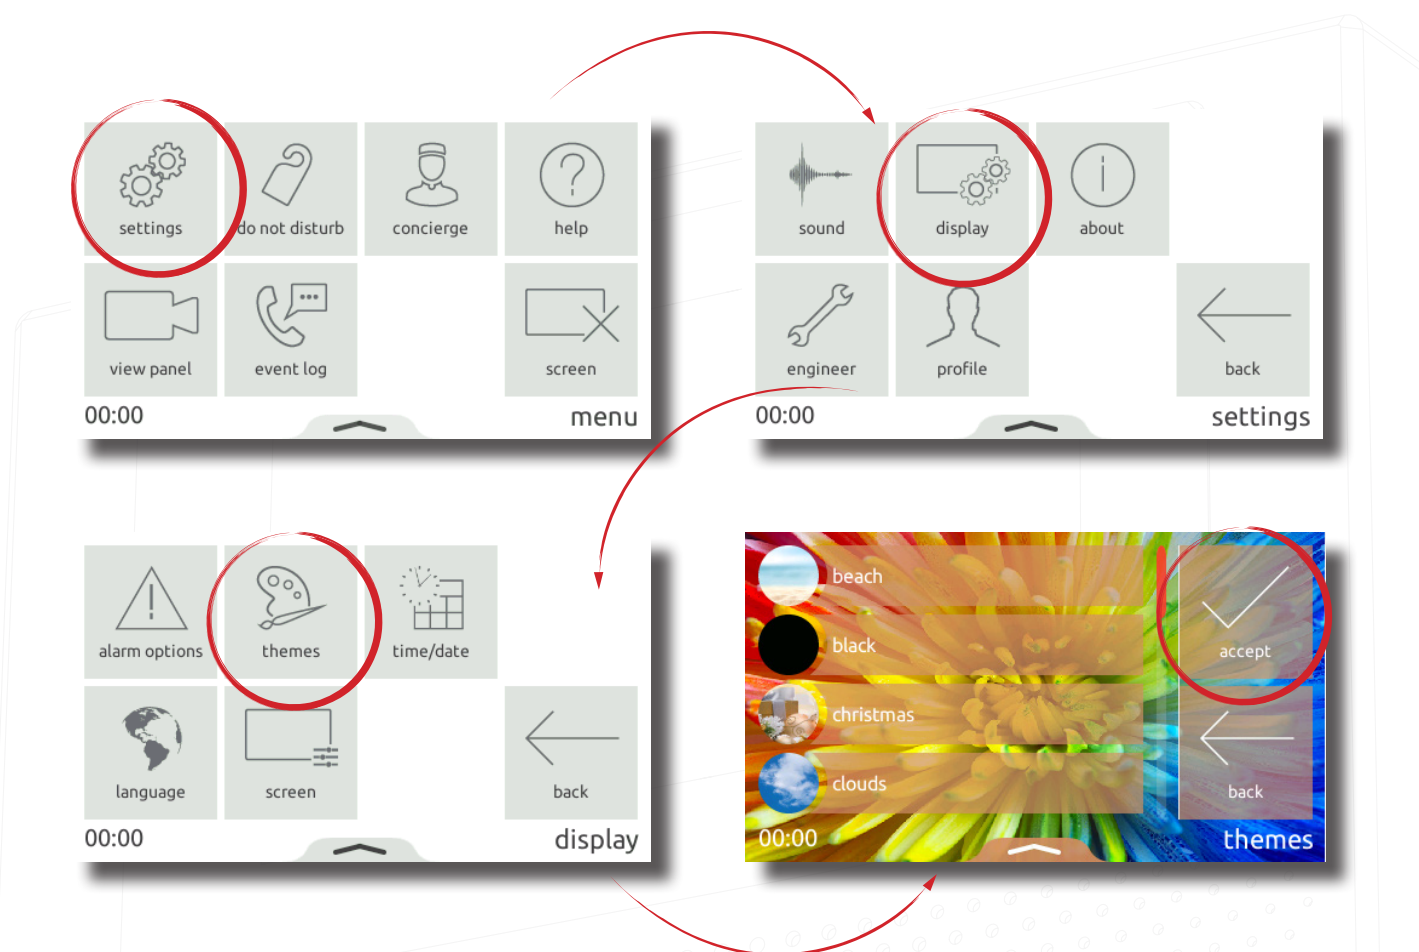 settings
do not disturb
concierge
help
view panel
event log
screen
00:00
menu
sound
display
about
engineer
profile
back
00:00
settings
alarm options
themes
time/date
language
screen
back
00:00
display
beach
black
christmas
clouds
accept
back
00:00
themes